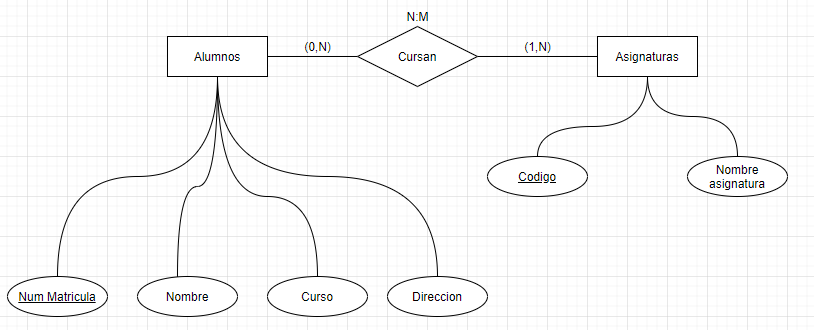 N:M
Alumnos
(0,N)
Cursan
(1,N)
Asignaturas
Codigo
Nombre
asignatura
Num Matricula
Nombre
Curso
Direccion